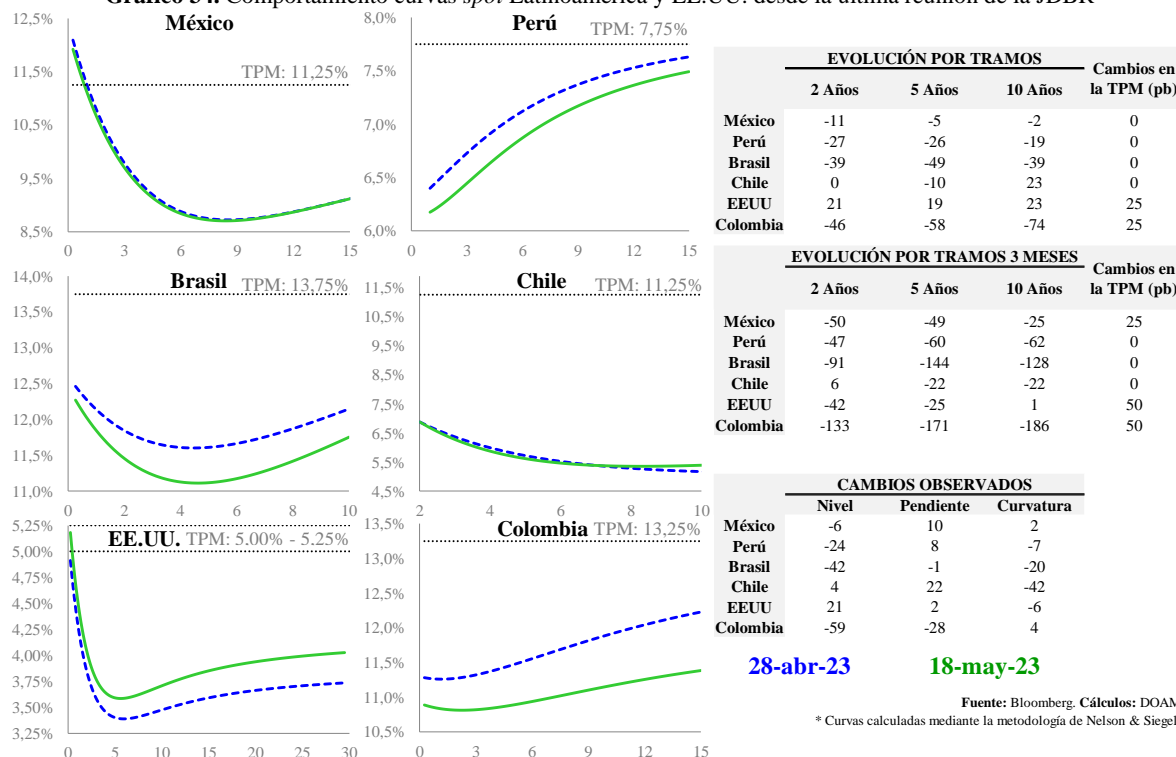 Gráfico 34.. Comportamiento curvas spot Latinoamérica y EE.UU. desde la última reunión de la JDBR
México
TPM: 11,25%
12,5%
11,5%
10,5%
9,5%
8,5%
0 3 6 9 12 15
Perú
TPM: 7,75%
8,0%
7,5%
7,0%
6,5%
6,0%
0 3 6 9 12 15
Brasil
TPM: 13,75%
14,0%
13,5%
13,0%
12,5%
12,0%
11,5%
11,0%
0 2 4 6 8 10
Chile
TPM: 11,25%
11,5%
10,5%
9,5%
8,5%
7,5%
6,5%
5,5%
4,5%
2 4 6 8 10
EE.UU. TPM: 5.00% - 5.25%
5,25%
5,00%
4,75%
4,50%
4,25%
4,00%
3,75%
3,50%
3,25%
0 5 10 15 20 25 30
Colombia TPM: 13,25%
13,5%
13,0%
12,5%
12,0%
11,5%
11,0%
10,5%
0 3 6 9 12 15
EVOLUCIÓN POR TRAMOS Cambios en la TPM (pb)
2 Años 5 Años 10 Años
México -11 -5 -2 0
Perú -27 -26 -19 0
Brasil -39 -49 -39 0
Chile 0 -10 23 0
EEUU 21 19 23 25
Colombia -46 -58 -74 25
EVOLUCIÓN POR TRAMOS 3 MESES Cambios en la TPM (pb)
2 Años 5 Años 10 Años
México -50 -49 -25 25
Perú -47 -60 -62 0
Brasil -91 -144 -128 0
Chile 6 -22 -22 0
EEUU -42 -25 1 50
Colombia -133 -171 -186 50
CAMBIOS OBSERVADOS
Nivel Pendiente Curvatura
México -6 10 2
Perú -24 8 -7
Brasil -42 -1 -20
Chile 4 22 -42
EEUU 21 2 -6
Colombia -59 -28 4
28-abr-23 18-may-23
Fuente: Bloomberg. Cálculos: DOAM
* Curvas calculadas mediante la metodología de Nelson & Siegel